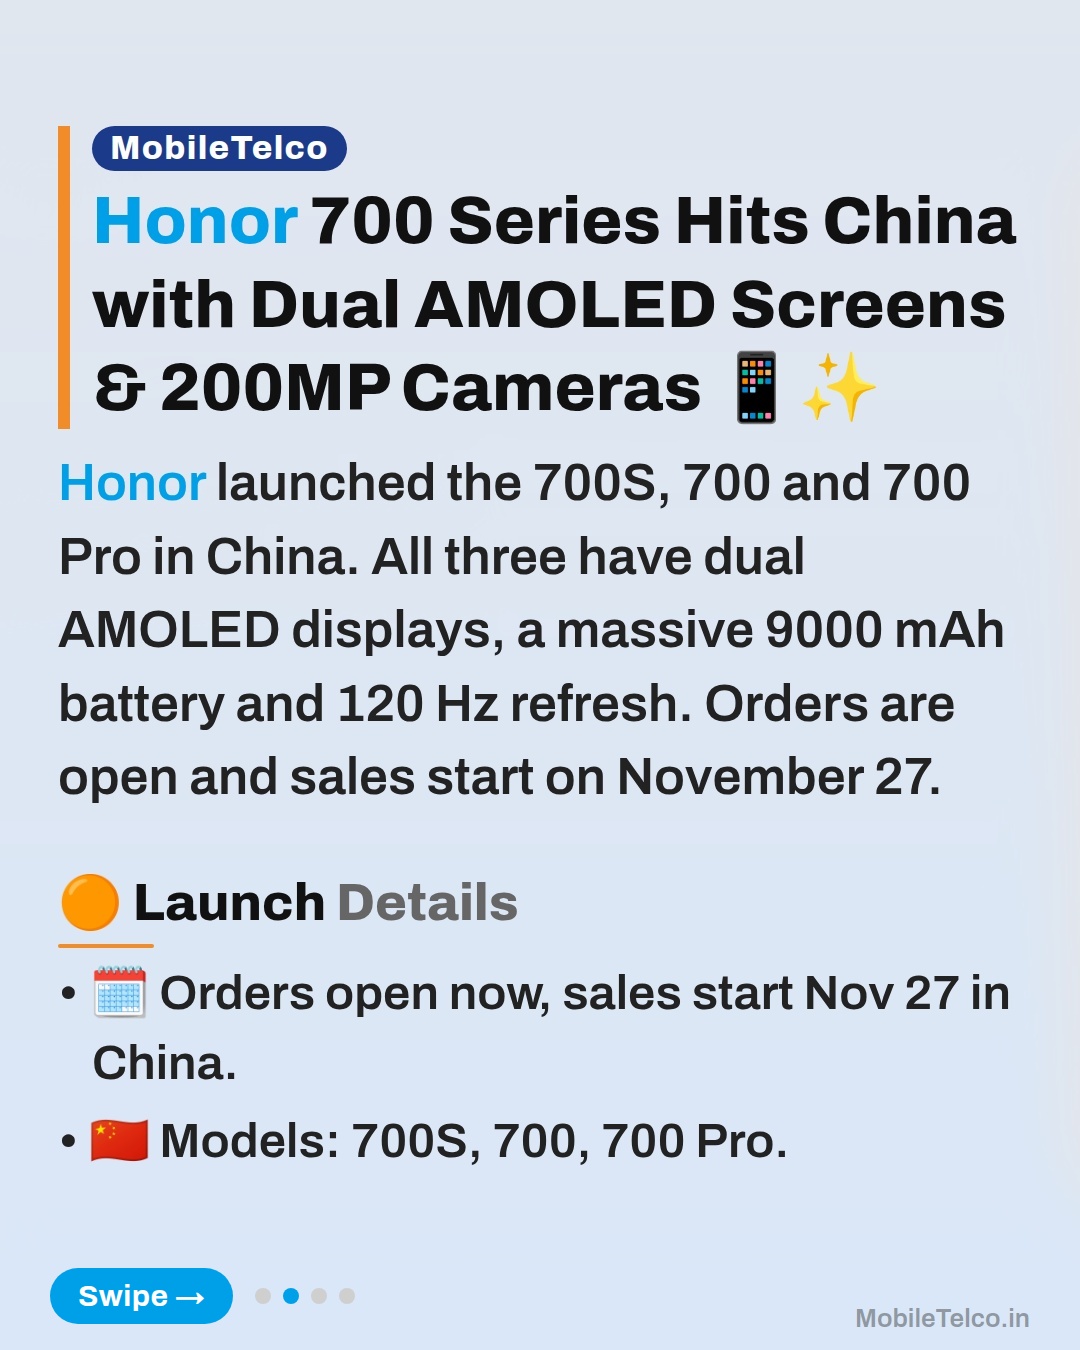 MobileTelco
Honor 700 Series Hits China
with Dual AMOLED Screens
& 200MP Cameras 📱 ✨
Honor launched the 700S, 700 and 700
Pro in China. All three have dual
AMOLED displays, a massive 9000 mAh
battery and 120 Hz refresh. Orders are
open and sales start on November 27.
🟠 Launch Details
• 🗓️ Orders open now, sales start Nov 27 in
China.
• 🇨🇳 Models: 700S, 700, 700 Pro.
Swipe →
MobileTelco.in